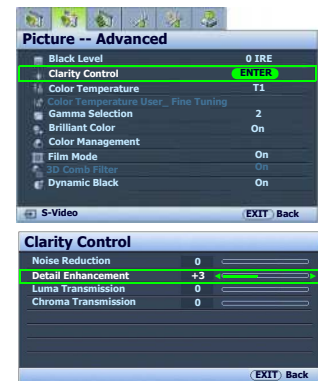 Picture -- Advanced
Black Level 0 IRE
Clarity Control ENTER
Color Temperature T1
Color Temperature User_ Fine Tuning
Gamma Selection 2
Brilliant Color On
Color Management
Film Mode On
3D Comb Filter On
Dynamic Black On
S-Video EXIT Back
Clarity Control
Noise Reduction 0
Detail Enhancement +3
Luma Transmission 0
Chroma Transmission 0
EXIT Back